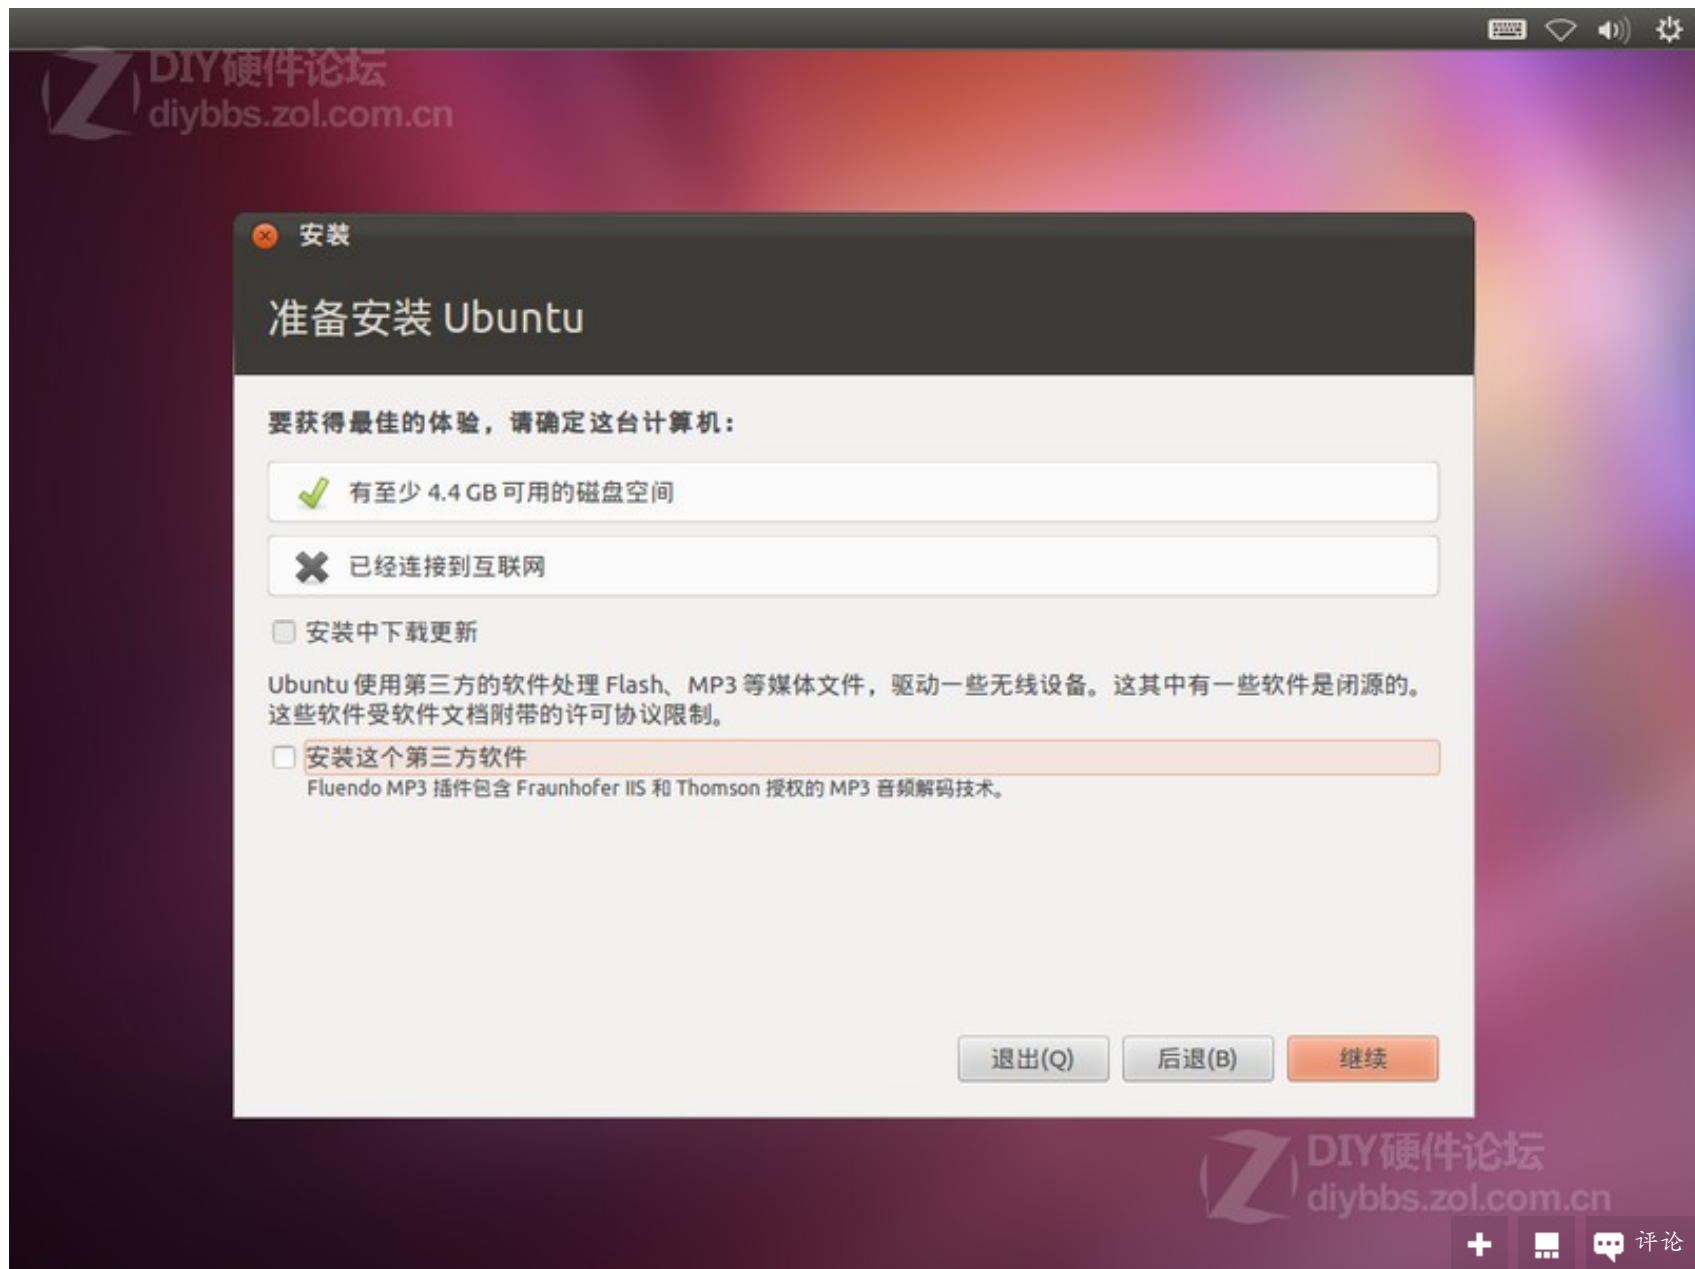 DIY硬件论坛
diybbs.zol.com.cn
安装
准备安装 Ubuntu
要获得最佳的体验，请确定这台计算机：
有至少 4.4 GB 可用的磁盘空间
已经连接到互联网
安装中下载更新
Ubuntu 使用第三方的软件处理 Flash、MP3 等媒体文件，驱动一些无线设备。这其中有一些软件是闭源的。
这些软件受软件文档附带的许可协议限制。
安装这个第三方软件
Fluendo MP3 插件包含 Fraunhofer IIS 和 Thomson 授权的 MP3 音频解码技术。
退出(Q) 后退(B) 继续
DIY硬件论坛
diybbs.zol.com.cn
评论